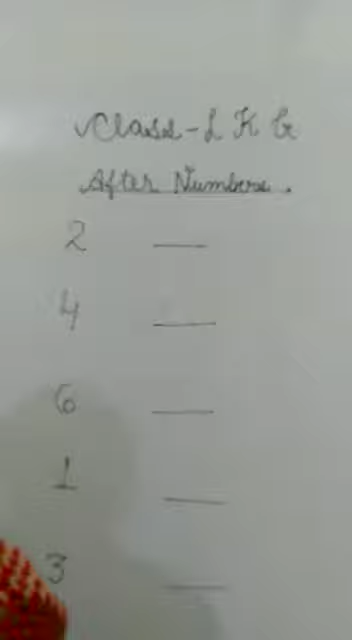 Class-L K G
After Numbers.
2 ___
4 ___
6 ___
1 ___
3 ___